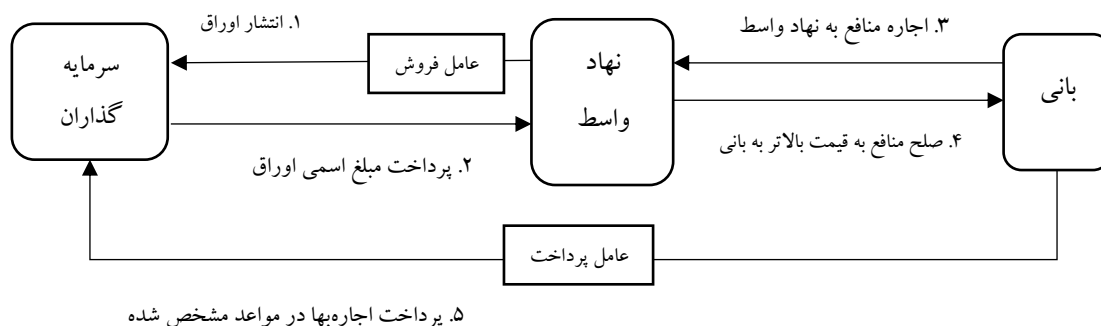 ۱. انتشار اوراق
۳. اجاره منافع به نهاد واسط
بانی
نهاد
واسط
عامل فروش
سرمایه
گذاران
۴. صلح منافع به قیمت بالاتر به بانی
۲. پرداخت مبلغ اسمی اوراق
عامل پرداخت
۵. پرداخت اجاره‌بها در مواعد مشخص شده